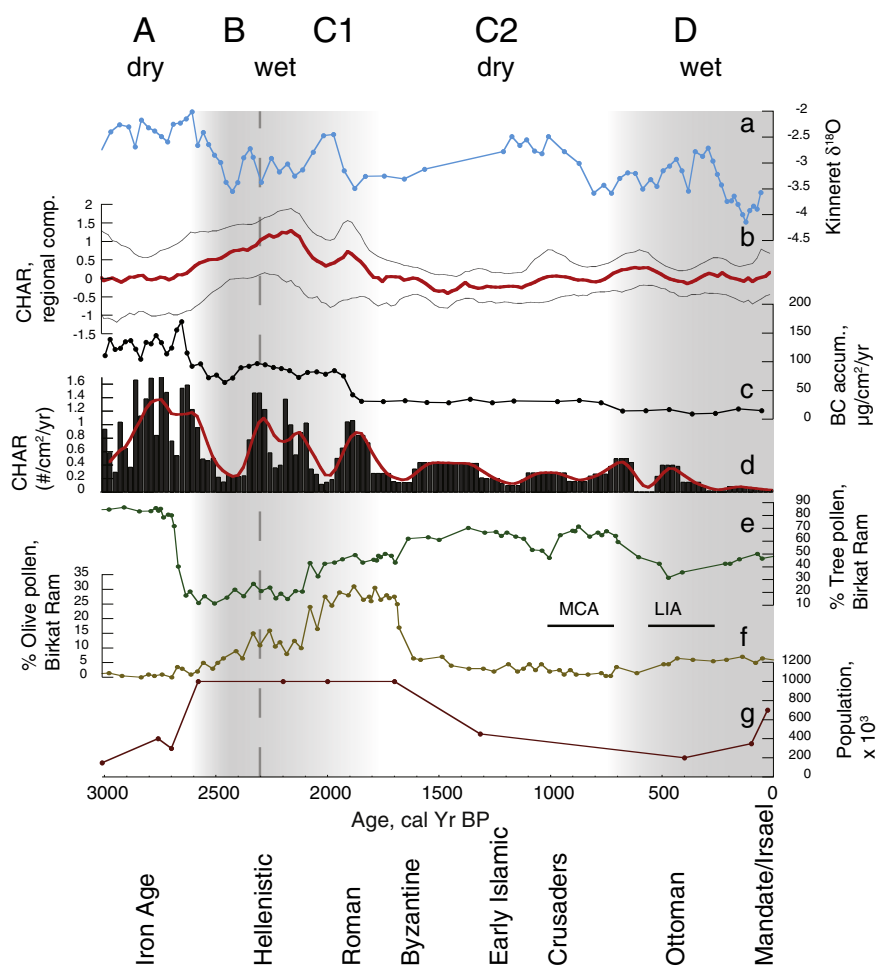 A B C1 C2 D
dry wet dry wet
a
-2
-2.5
-3
-3.5
-4
-4.5
Kinneret δ18O
b
2
1.5
1
0.5
0
-0.5
-1
-1.5
CHAR,
regional comp.
c
200
150
100
50
0
BC accum.,
µg/cm²/yr
d
1.6
1.4
1.2
1
0.8
0.6
0.4
0.2
0
CHAR
(#/cm²/yr)
e
90
80
70
60
50
40
30
20
10
% Tree pollen,
Birkat Ram
f
35
30
25
20
15
10
5
0
% Olive pollen,
Birkat Ram
MCA LIA
g
1200
1000
800
600
400
200
0
Population,
x 10³
3000 2500 2000 1500 1000 500 0
Age, cal Yr BP
Iron Age
Hellenistic
Roman
Byzantine
Early Islamic
Crusaders
Ottoman
Mandate/Irsael